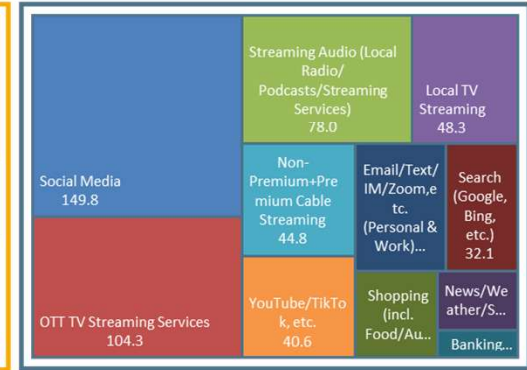 Social Media
149.8
OTT TV Streaming Services
104.3
Streaming Audio (Local
Radio/
Podcasts/Streaming
Services)
78.0
Local TV
Streaming
48.3
Non-
Premium+Pre
mium Cable
Streaming
44.8
YouTube/TikTo
k, etc.
40.6
Email/Text/
IM/Zoom,e
tc.
(Personal &
Work)...
Search
(Google,
Bing,
etc.)
32.1
Shopping
(incl.
Food/Au...
News/We
ather/S...
Banking...